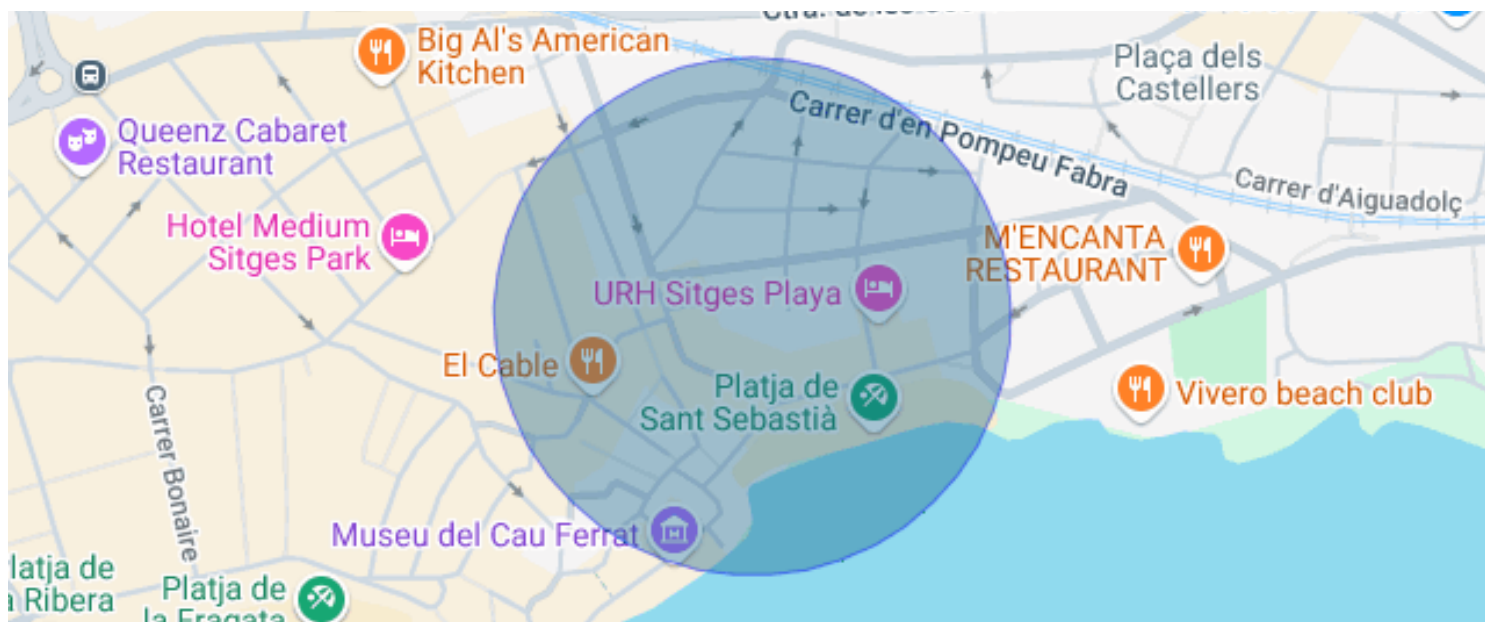 Big Al's American
Kitchen
Plaça dels
Castellers
Queenz Cabaret
Restaurant
Carrer d'en Pompeu Fabra
Carrer d'Aiguadolç
Hotel Medium
Sitges Park
M'ENCANTA
RESTAURANT
URH Sitges Playa
El Cable
Platja de
Sant Sebastià
Vivero beach club
Carrer Bonaire
Museu del Cau Ferrat
latja de
a Ribera
Platja de
la Fragata